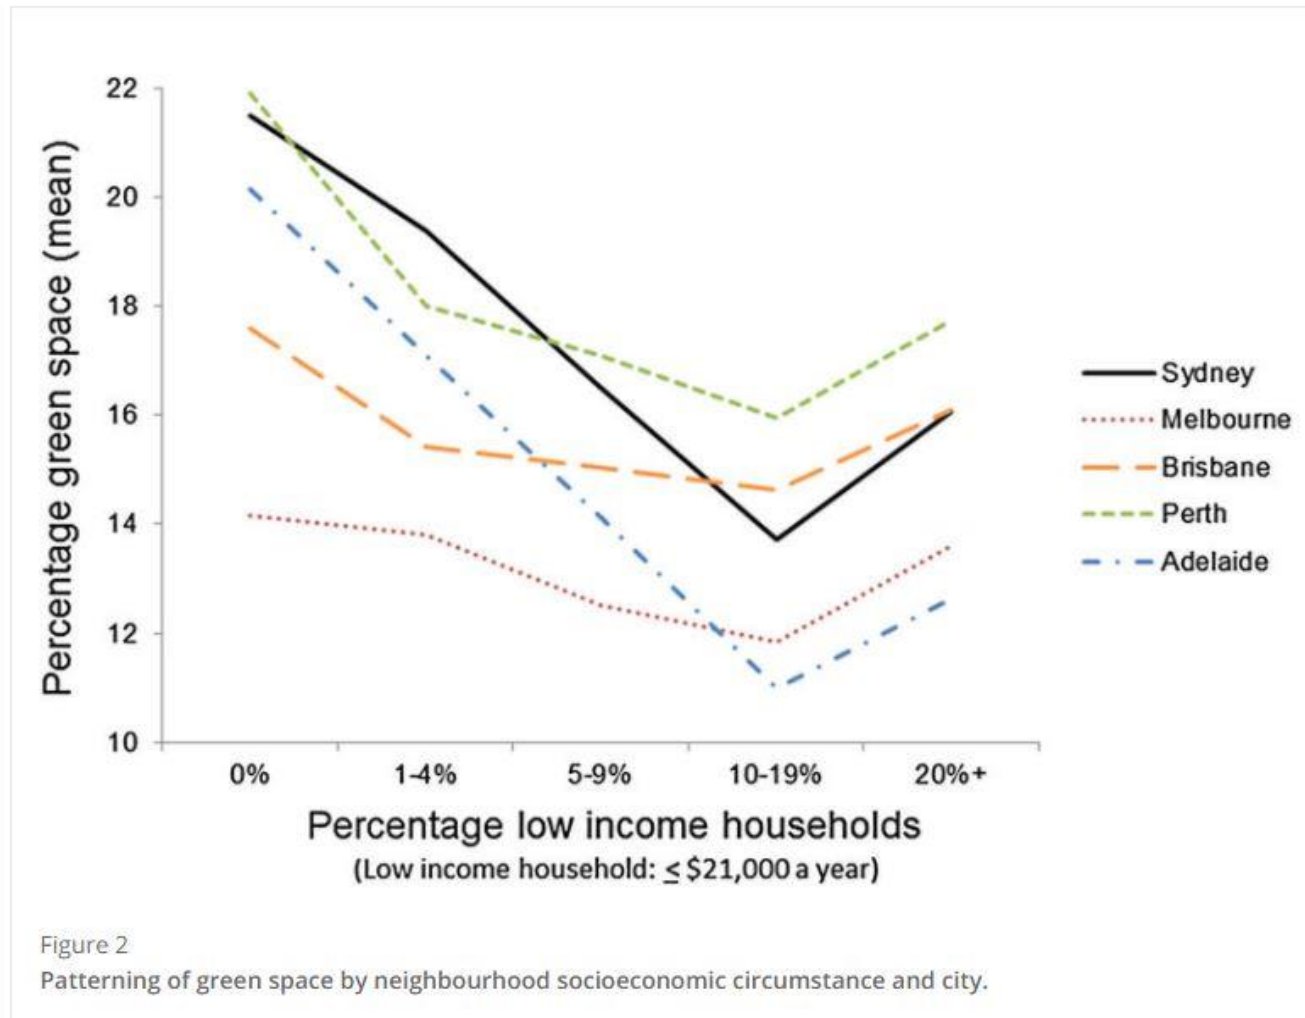 22
20
18
16
14
12
10
Percentage green space (mean)
0% 1-4% 5-9% 10-19% 20%+
Percentage low income households
(Low income household: ≤ $21,000 a year)
Sydney
Melbourne
Brisbane
Perth
Adelaide
Figure 2
Patterning of green space by neighbourhood socioeconomic circumstance and city.